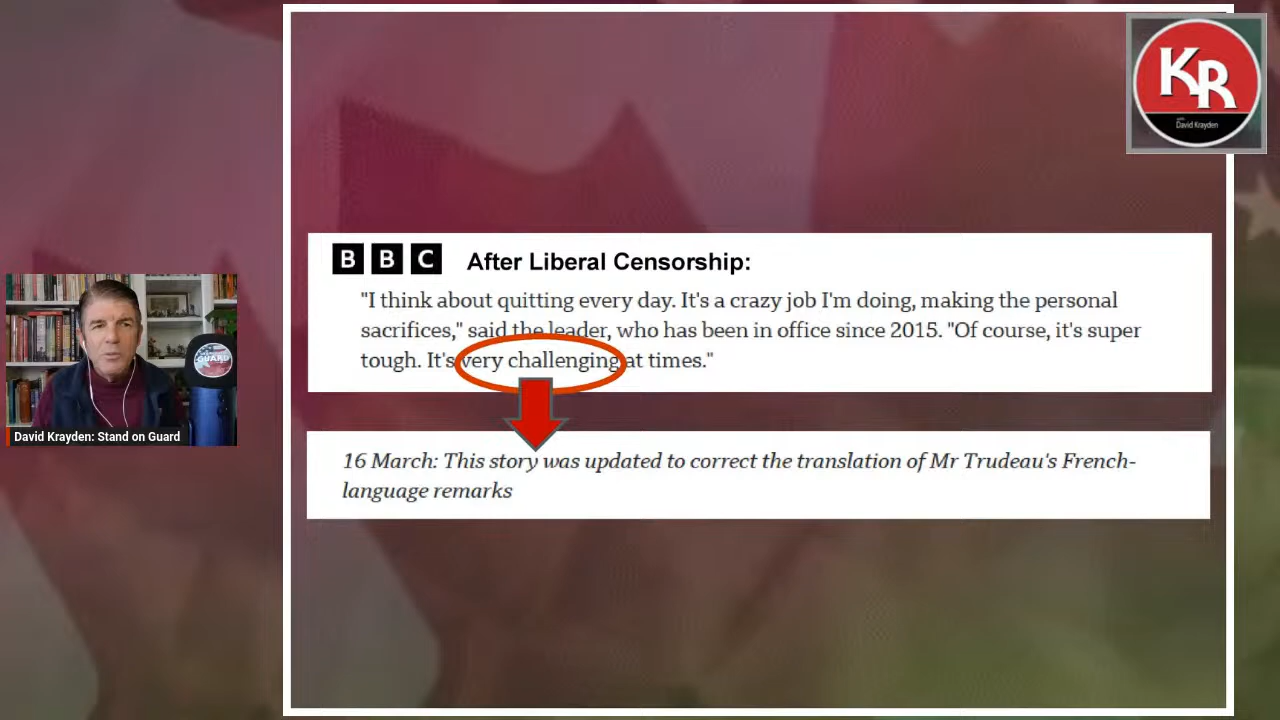 KR
with
David Krayden
BBC After Liberal Censorship:
"I think about quitting every day. It's a crazy job I'm doing, making the personal
sacrifices," said the leader, who has been in office since 2015. "Of course, it's super
tough. It's very challenging at times."
16 March: This story was updated to correct the translation of Mr Trudeau's French-
language remarks
GUARD
David Krayden: Stand on Guard